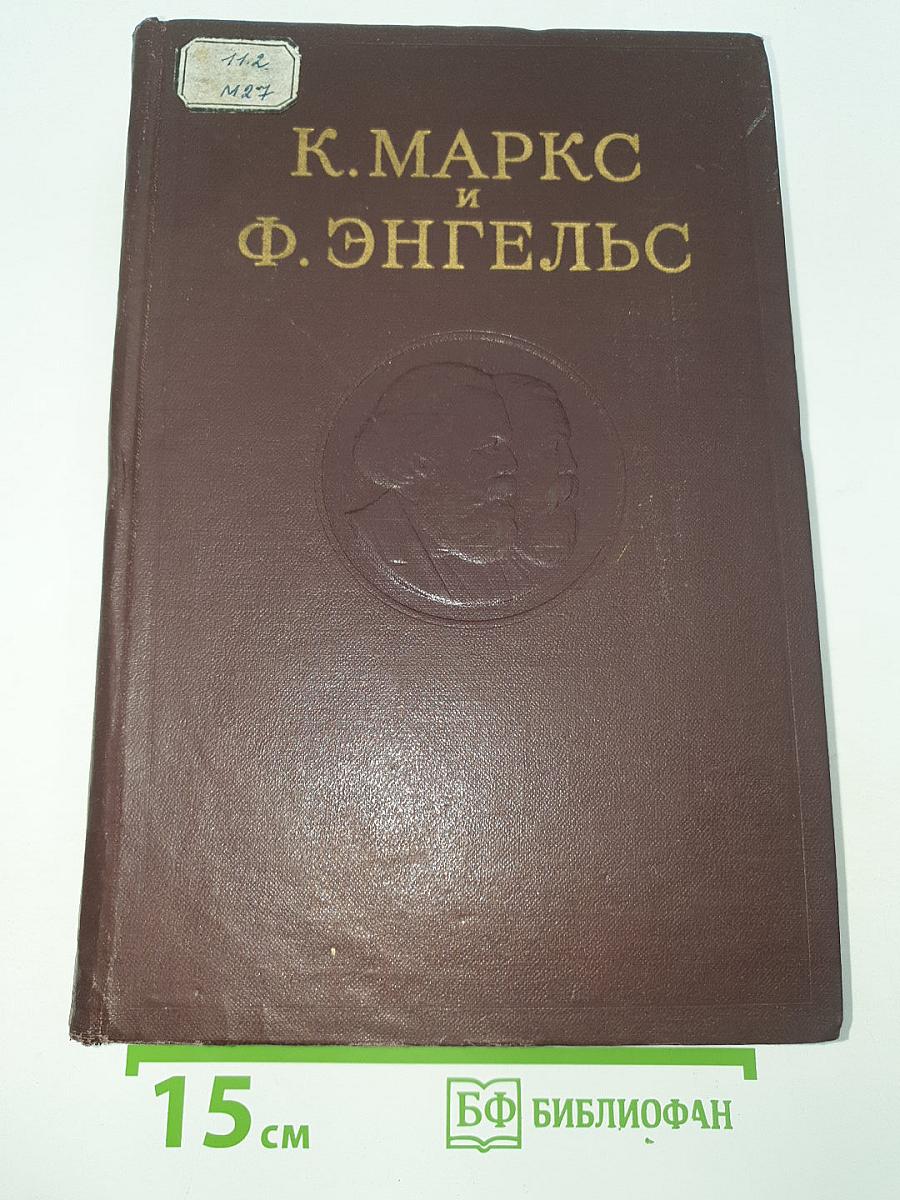 11.2
М27
К. МАРКС
и
Ф. ЭНГЕЛЬС
15 см
БФ БИБЛИОФАН